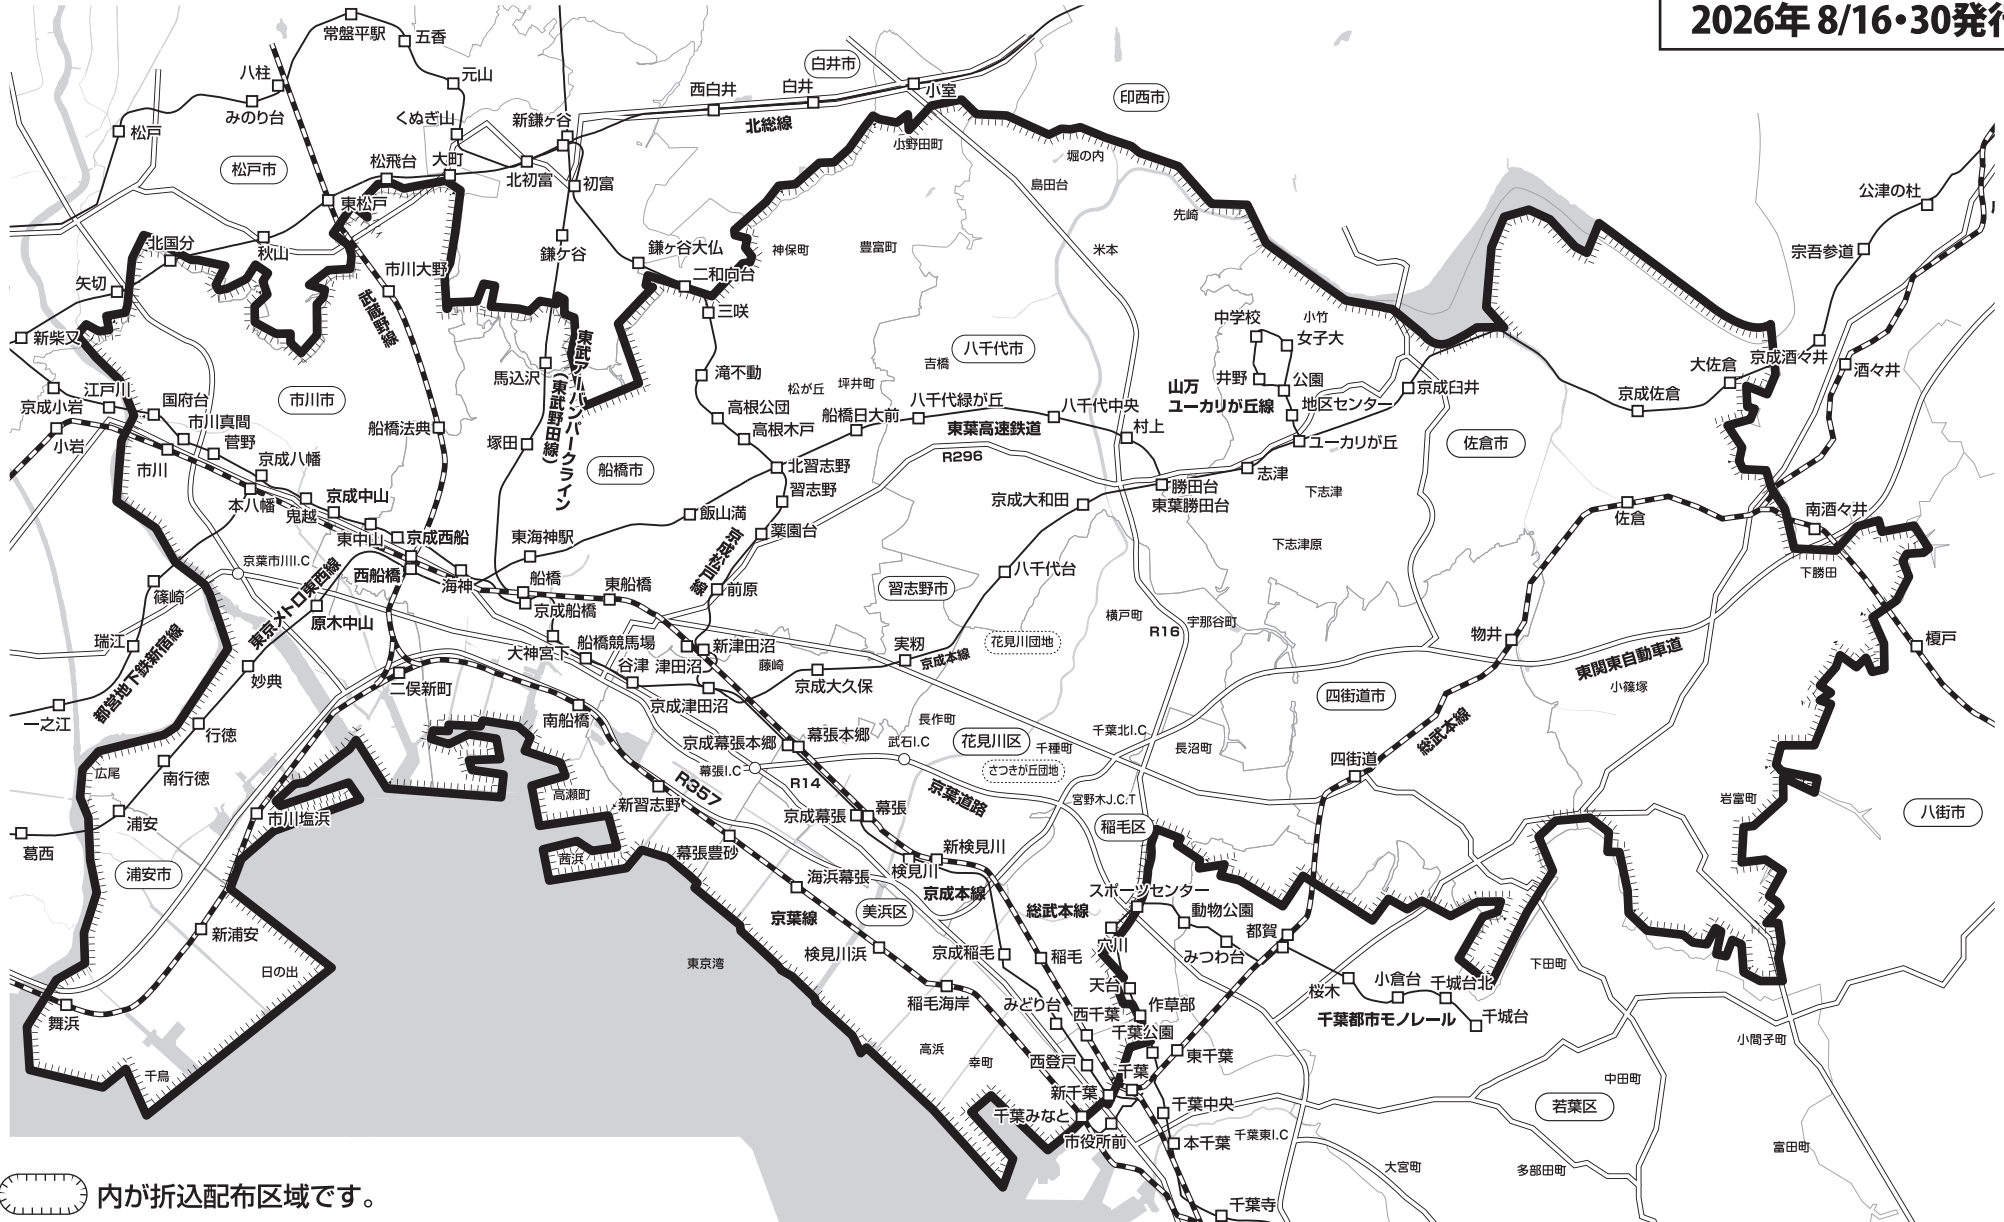 2026年 8/16・30発行
常盤平駅
五香
八柱
元山
みのり台
くぬぎ山
新鎌ヶ谷
西白井
白井
白井市
小室
北総線
印西市
松戸
松戸市
松飛台
大町
北初富
初富
小野田町
堀の内
島田台
先崎
公津の杜
東松戸
北国分
秋山
矢切
市川大野
武蔵野線
鎌ヶ谷
鎌ヶ谷大仏
二和向台
神保町
豊富町
米本
宗吾参道
新柴又
三咲
中学校
小竹
女子大
八千代市
吉橋
井野
公園
山万
ユーカリが丘線
地区センター
京成臼井
大佐倉
京成酒々井
酒々井
京成佐倉
江戸川
京成小岩
小岩
国府台
市川真間
菅野
市川市
市川
京成八幡
本八幡
鬼越
京成中山
東中山
京成西船
船橋法典
馬込沢
塚田
東武アーバンパークライン
(東武野田線)
船橋市
滝不動
松が丘
坪井町
高根公団
高根木戸
船橋日大前
八千代緑が丘
東葉高速鉄道
八千代中央
村上
R296
北習志野
習志野
薬園台
飯山満
京成松戸線
前原
京成大和田
勝田台
東葉勝田台
志津
ユーカリが丘
佐倉市
下志津
下志津原
佐倉
南酒々井
下勝田
京葉市川I.C
篠崎
瑞江
都営地下鉄新宿線
一之江
東京メトロ東西線
原木中山
妙典
行徳
南行徳
西船橋
海神
東海神駅
船橋
京成船橋
東船橋
大神宮下
船橋競馬場
谷津
津田沼
新津田沼
藤崎
京成津田沼
京成大久保
実籾
京成本線
習志野市
八千代台
花見川団地
横戸町
宇那谷町
R16
物井
榎戸
東関東自動車道
小篠塚
四街道市
総武本線
四街道
二俣新町
南船橋
京成幕張本郷
幕張本郷
幕張I.C
武石I.C
長作町
花見川区
さつきが丘団地
千種町
千葉北I.C
長沼町
宮野木J.C.T
稲毛区
岩富町
八街市
広尾
浦安
葛西
浦安市
市川塩浜
高瀬町
茜浜
新習志野
R357
R14
京葉道路
京成幕張
幕張
幕張豊砂
海浜幕張
検見川
新検見川
京成本線
京葉線
美浜区
検見川浜
東京湾
新浦安
日の出
舞浜
千鳥
総武本線
スポーツセンター
動物公園
穴川
みつわ台
都賀
京成稲毛
稲毛
天台
稲毛海岸
みどり台
西千葉
作草部
千葉公園
東千葉
桜木
小倉台
千城台北
千城台
千葉都市モノレール
下田町
小間子町
中田町
若葉区
富田町
高浜
幸町
西登戸
千葉
新千葉
千葉みなと
市役所前
千葉中央
本千葉
千葉東I.C
大宮町
多部田町
千葉寺
内が折込配布区域です。